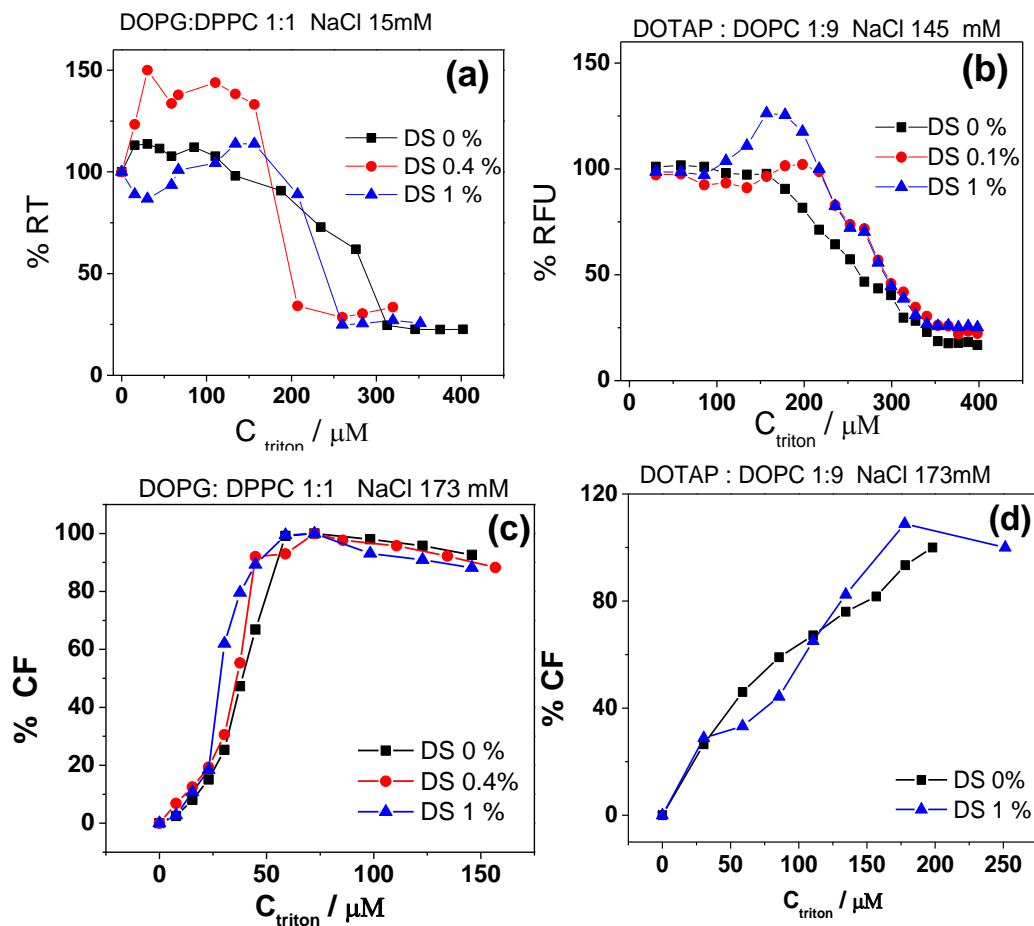 DOPG:DPPC 1:1 NaCl 15mM
(a)
150
125
100
75
50
25
0
% RT
DS 0 %
DS 0.4 %
DS 1 %
0 100 200 300 400
C triton / μM
DOTAP : DOPC 1:9 NaCl 145 mM
(b)
150
100
50
0
% RFU
DS 0 %
DS 0.1%
DS 1 %
0 100 200 300 400
C triton / μM
DOPG: DPPC 1:1 NaCl 173 mM
(c)
100
80
60
40
20
0
% CF
DS 0 %
DS 0.4%
DS 1 %
0 50 100 150
C triton / μM
DOTAP : DOPC 1:9 NaCl 173mM
(d)
120
80
40
0
% CF
DS 0%
DS 1 %
0 50 100 150 200 250
C triton / μM